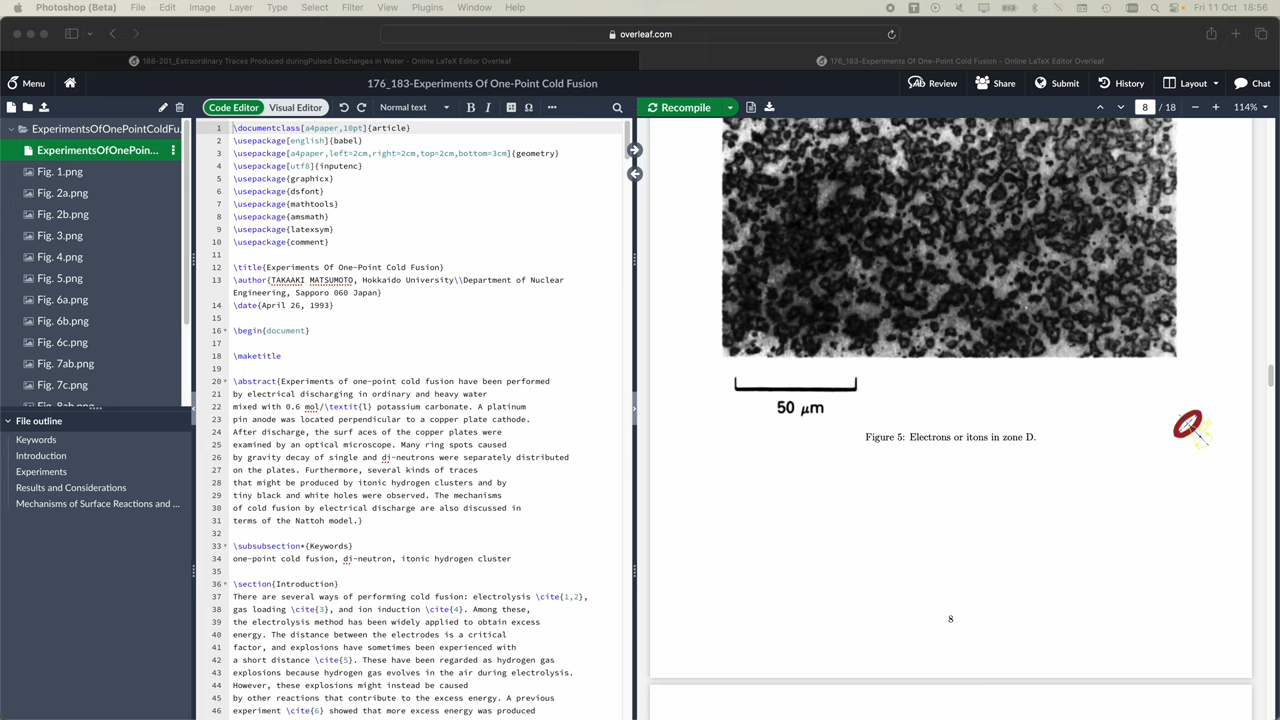 Photoshop (Beta) File Edit Image Layer Type Select Filter View Plugins Window Help Fri 11 Oct 18:56
overleaf.com
188-201_Extraordinary Traces Produced duringPulsed Discharges in Water - Online LaTeX Editor Overleaf
176_183-Experiments Of One-Point Cold Fusion - Online LaTeX Editor Overleaf
Menu
176_183-Experiments Of One-Point Cold Fusion
Review Share Submit History Layout Chat
Code Editor Visual Editor Normal text B I Ω
Recompile 8 / 18 114%
ExperimentsOfOnePointColdFu...
ExperimentsOfOnePoin...
Fig. 1.png
Fig. 2a.png
Fig. 2b.png
Fig. 3.png
Fig. 4.png
Fig. 5.png
Fig. 6a.png
Fig. 6b.png
Fig. 6c.png
Fig. 7ab.png
Fig. 7c.png
Fig. 8ab.png
File outline
Keywords
Introduction
Experiments
Results and Considerations
Mechanisms of Surface Reactions and ...
1 \documentclass[a4paper,10pt]{article}
2 \usepackage[english]{babel}
3 \usepackage[a4paper,left=2cm,right=2cm,top=2cm,bottom=3cm]{geometry}
4 \usepackage[utf8]{inputenc}
5 \usepackage{graphicx}
6 \usepackage{dsfont}
7 \usepackage{mathtools}
8 \usepackage{amsmath}
9 \usepackage{latexsym}
10 \usepackage{comment}
11
12 \title{Experiments Of One-Point Cold Fusion}
13 \author{TAKAAKI MATSUMOTO, Hokkaido University\\Department of Nuclear
Engineering, Sapporo 060 Japan}
14 \date{April 26, 1993}
15
16 \begin{document}
17
18 \maketitle
19
20 \abstract{Experiments of one-point cold fusion have been performed
21 by electrical discharging in ordinary and heavy water
22 mixed with 0.6 mol/\textit{l} potassium carbonate. A platinum
23 pin anode was located perpendicular to a copper plate cathode.
24 After discharge, the surf aces of the copper plates were
25 examined by an optical microscope. Many ring spots caused
26 by gravity decay of single and di-neutrons were separately distributed
27 on the plates. Furthermore, several kinds of traces
28 that might be produced by itonic hydrogen clusters and by
29 tiny black and white holes were observed. The mechanisms
30 of cold fusion by electrical discharge are also discussed in
31 terms of the Nattoh model.}
32
33 \subsubsection*{Keywords}
34 one-point cold fusion, di-neutron, itonic hydrogen cluster
35
36 \section{Introduction}
37 There are several ways of performing cold fusion: electrolysis \cite{1,2},
38 gas loading \cite{3}, and ion induction \cite{4}. Among these,
39 the electrolysis method has been widely applied to obtain excess
40 energy. The distance between the electrodes is a critical
41 factor, and explosions have sometimes been experienced with
42 a short distance \cite{5}. These have been regarded as hydrogen gas
43 explosions because hydrogen gas evolves in the air during electrolysis.
44 However, these explosions might instead be caused
45 by other reactions that contribute to the excess energy. A previous
46 experiment \cite{6} showed that more excess energy was produced
50 µm
Figure 5: Electrons or itons in zone D.
8